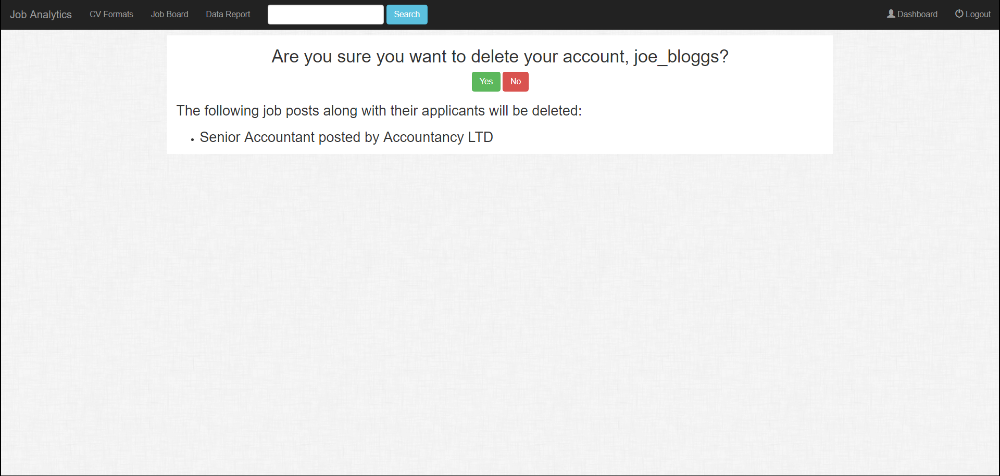 Job Analytics CV Formats Job Board Data Report Search Dashboard Logout
Are you sure you want to delete your account, joe_bloggs?
Yes No
The following job posts along with their applicants will be deleted:
• Senior Accountant posted by Accountancy LTD